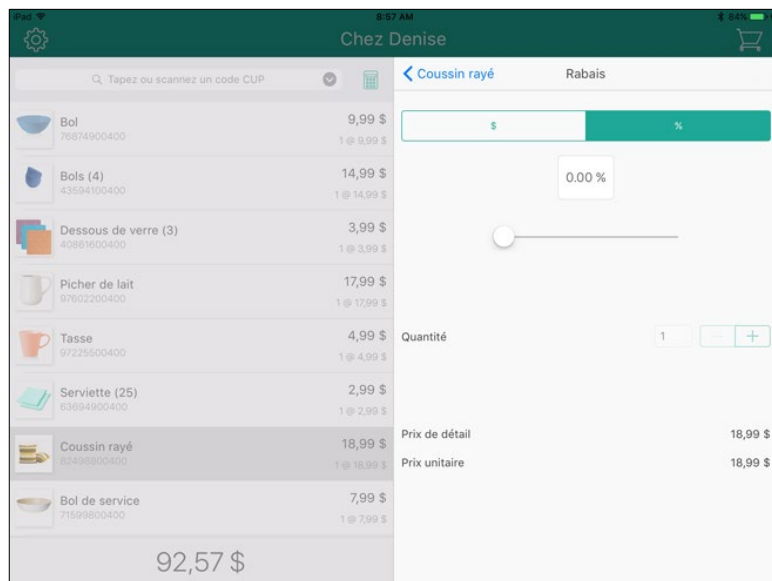 iPad 8:57 AM 84%
Chez Denise
Tapez ou scannez un code CUP
Bol 9,99 $
76874900400 1 @ 9,99 $
Bols (4) 14,99 $
43594100400 1 @ 14,99 $
Dessous de verre (3) 3,99 $
40861600400 1 @ 3,99 $
Picher de lait 17,99 $
97602200400 1 @ 17,99 $
Tasse 4,99 $
97225500400 1 @ 4,99 $
Serviette (25) 2,99 $
63694900400 1 @ 2,99 $
Coussin rayé 18,99 $
82498800400 1 @ 18,99 $
Bol de service 7,99 $
71599800400 1 @ 7,99 $
92,57 $
Coussin rayé Rabais
$ %
0.00 %
Quantité 1 − +
Prix de détail 18,99 $
Prix unitaire 18,99 $